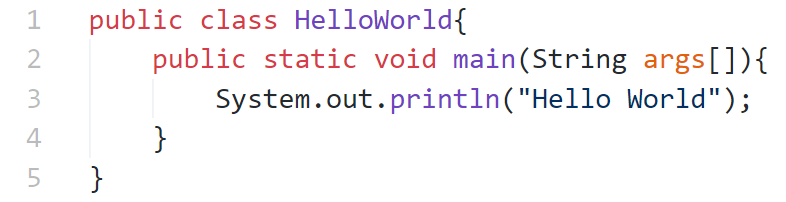 1 public class HelloWorld{
2 public static void main(String args[]){
3 System.out.println("Hello World");
4 }
5 }